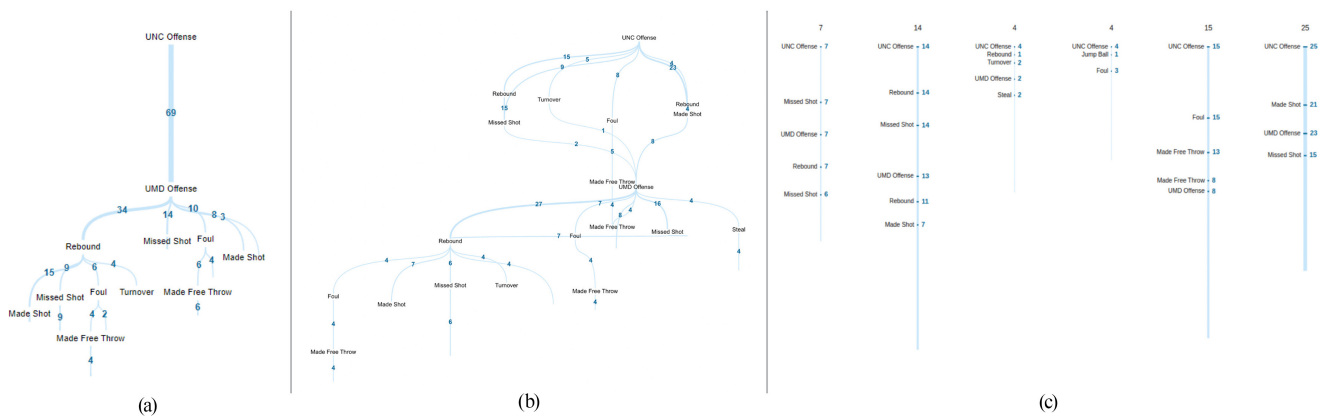 UNC Offense
69
UMD Offense
34
14
10
8
3
Rebound
Missed Shot
Foul
Made Shot
15
9
6
4
6
4
Missed Shot
Foul
Turnover
Made Free Throw
Made Shot
9
4
2
6
Made Free Throw
4
(a)
UNC Offense
15
5
4
9
23
8
Rebound
Turnover
Rebound
15
4
Missed Shot
Foul
Made Shot
1
2
5
8
Made Free Throw
UMD Offense
27
7
4
4
16
4
8
Made Free Throw
Missed Shot
Steal
Rebound
7
Foul
4
4
7
6
4
4
4
Foul
Made Shot
Missed Shot
Turnover
Made Free Throw
4
4
6
Made Free Throw
4
(b)
7
UNC Offense 7
Missed Shot 7
UMD Offense 7
Rebound 7
Missed Shot 6
14
UNC Offense 14
Rebound 14
Missed Shot 14
UMD Offense 13
Rebound 11
Made Shot 7
4
UNC Offense 4
Rebound 1
Turnover 2
UMD Offense 2
Steal 2
4
UNC Offense 4
Jump Ball 1
Foul 3
15
UNC Offense 15
Foul 15
Made Free Throw 13
Made Free Throw 8
UMD Offense 8
25
UNC Offense 25
Made Shot 21
UMD Offense 23
Missed Shot 15
(c)